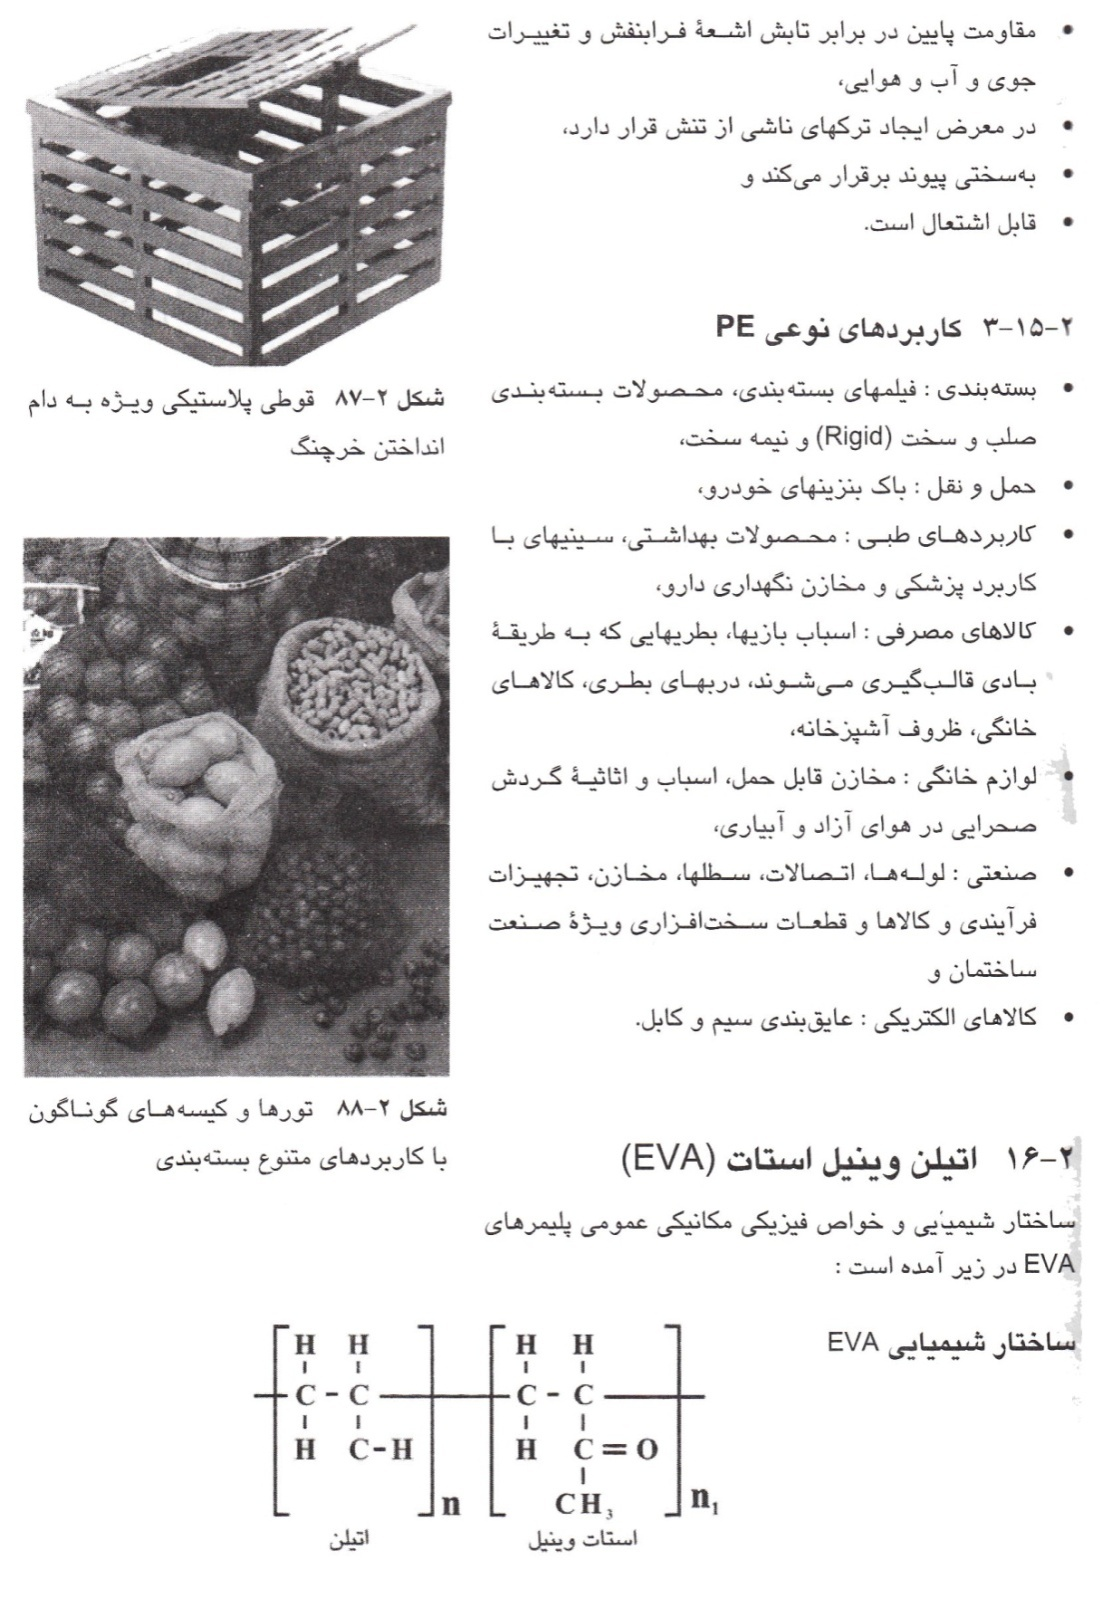 • مقاومت پایین در برابر تابش اشعهٔ فرابنفش و تغییرات
جوی و آب و هوایی،
• در معرض ایجاد ترکهای ناشی از تنش قرار دارد،
• به‌سختی پیوند برقرار می‌کند و
• قابل اشتعال است.
۲-۱۵-۳ کاربردهای نوعی PE
• بسته‌بندی : فیلمهای بسته‌بندی، محصولات بسته‌بندی
صلب و سخت (Rigid) و نیمه سخت،
• حمل و نقل : باک بنزینهای خودرو،
• کاربردهای طبی : محصولات بهداشتی، سینیهای با
کاربرد پزشکی و مخازن نگهداری دارو،
• کالاهای مصرفی : اسباب بازیها، بطریهایی که به طریقهٔ
بادی قالب‌گیری می‌شوند، دربهای بطری، کالاهای
خانگی، ظروف آشپزخانه،
• لوازم خانگی : مخازن قابل حمل، اسباب و اثاثیهٔ گردش
صحرایی در هوای آزاد و آبیاری،
• صنعتی : لوله‌ها، اتصالات، سطلها، مخازن، تجهیزات
فرآیندی و کالاها و قطعات سخت‌افزاری ویژهٔ صنعت
ساختمان و
• کالاهای الکتریکی : عایق‌بندی سیم و کابل.
۲-۱۶ اتیلن وینیل استات (EVA)
ساختار شیمیایی و خواص فیزیکی مکانیکی عمومی پلیمرهای
EVA در زیر آمده است :
ساختار شیمیایی EVA
H H H H
C - C C - C
H C-H H C=O
n CH₃ n₁
اتیلن استات وینیل
شکل ۲-۸۷ قوطی پلاستیکی ویژه به دام
انداختن خرچنگ
شکل ۲-۸۸ تورها و کیسه‌های گوناگون
با کاربردهای متنوع بسته‌بندی